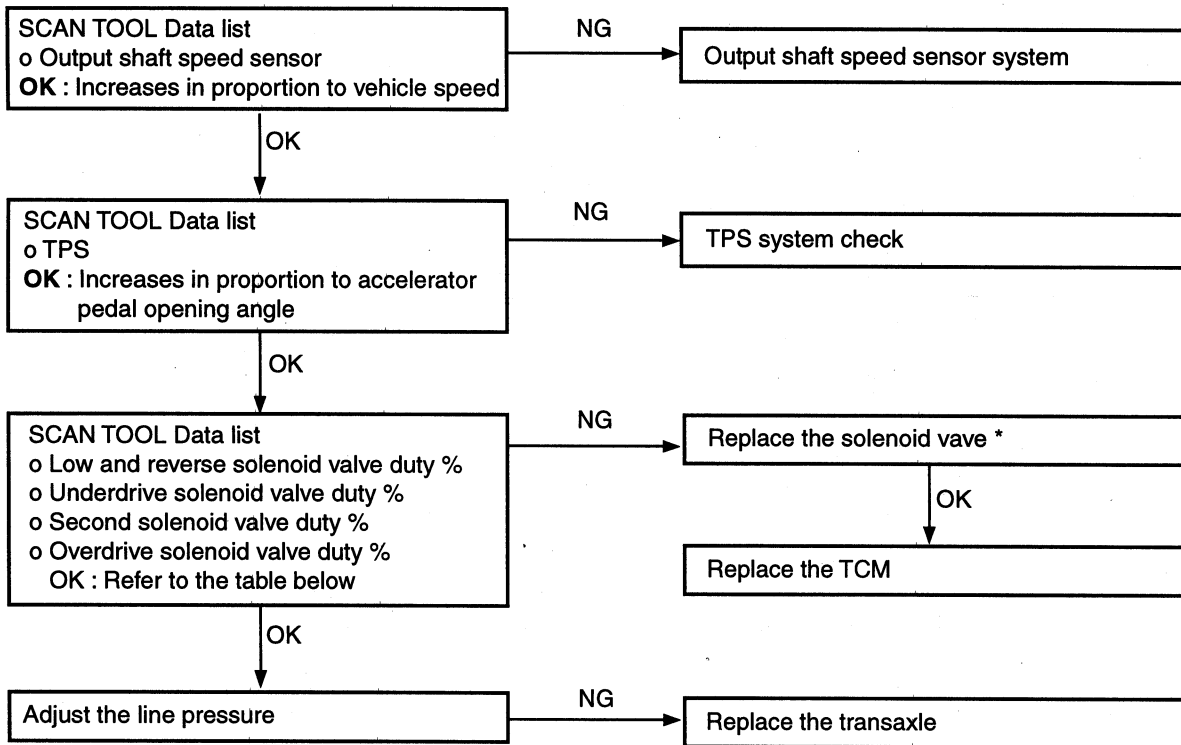 SCAN TOOL Data list
o Output shaft speed sensor
OK : Increases in proportion to vehicle speed
NG
Output shaft speed sensor system
OK
SCAN TOOL Data list
o TPS
OK : Increases in proportion to accelerator
pedal opening angle
NG
TPS system check
OK
SCAN TOOL Data list
o Low and reverse solenoid valve duty %
o Underdrive solenoid valve duty %
o Second solenoid valve duty %
o Overdrive solenoid valve duty %
OK : Refer to the table below
NG
Replace the solenoid vave *
OK
Replace the TCM
OK
Adjust the line pressure
NG
Replace the transaxle